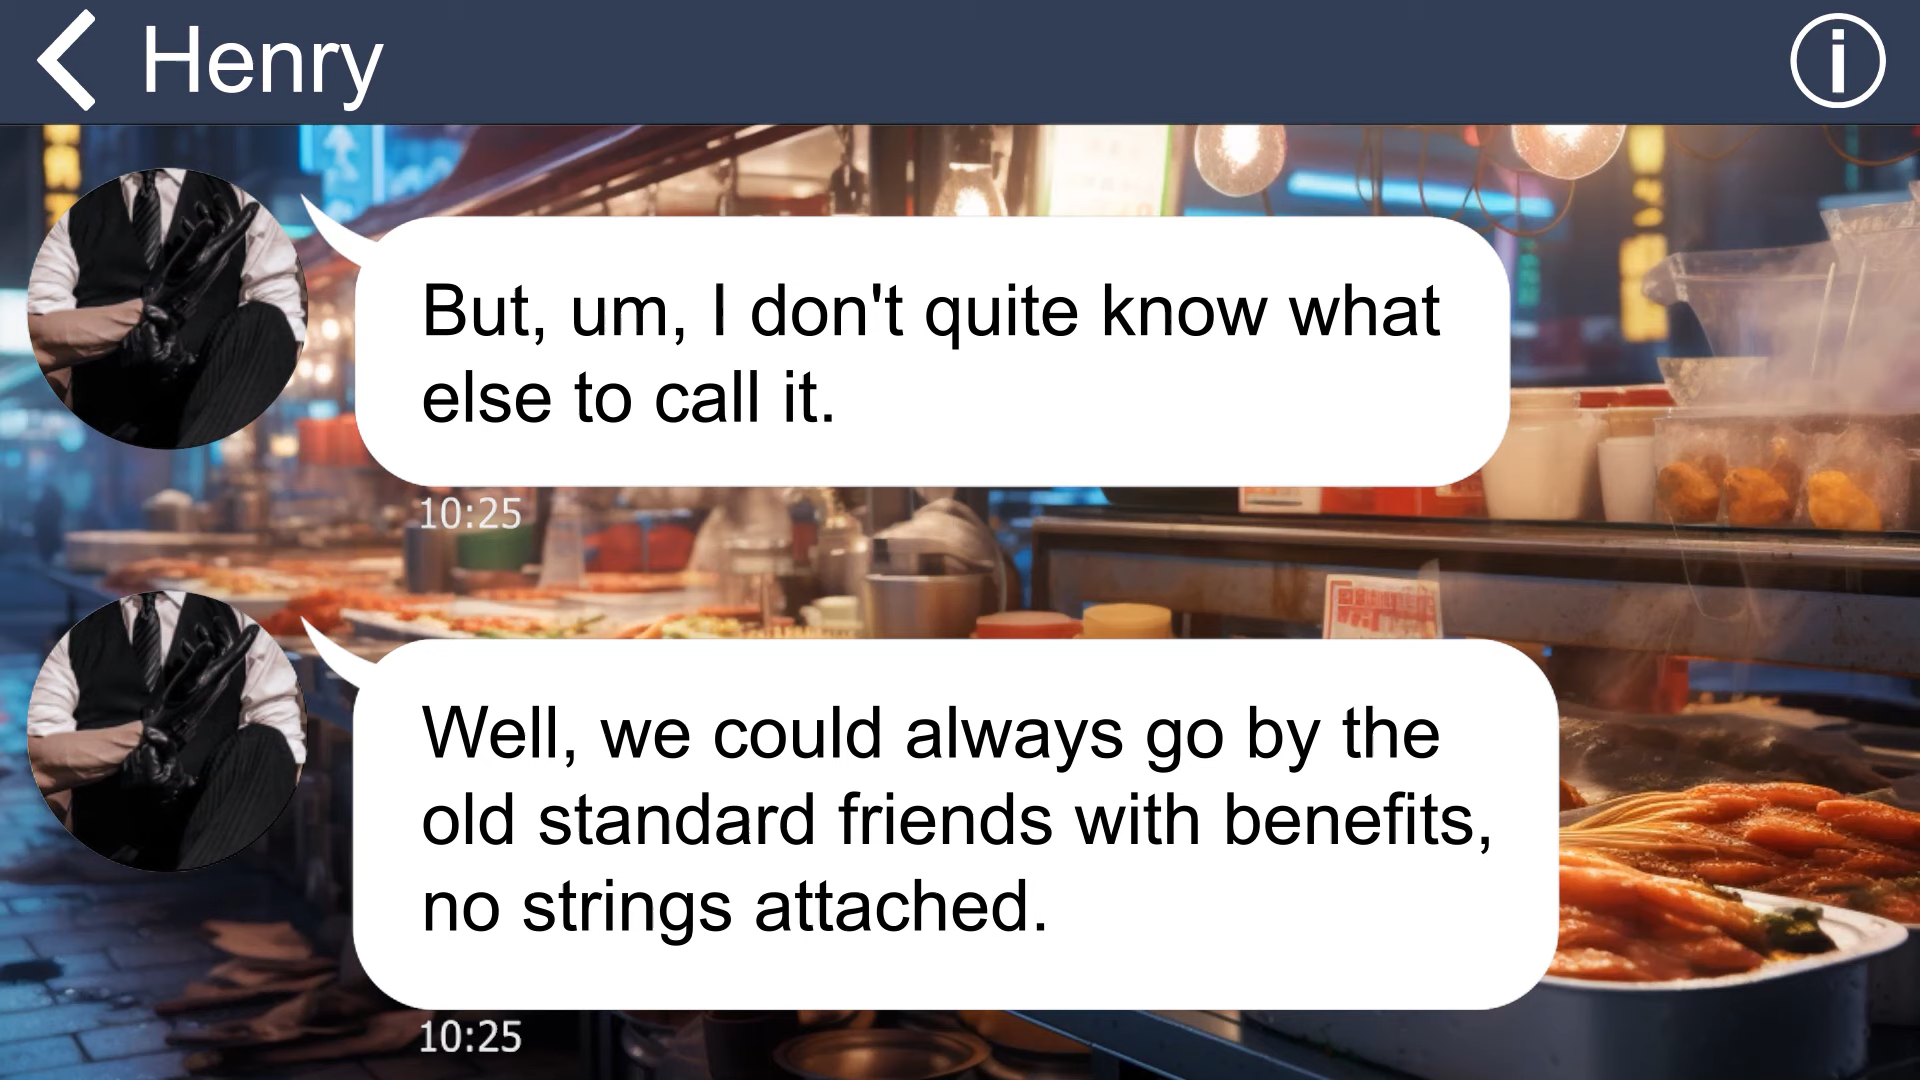 Henry
But, um, I don't quite know what
else to call it.
10:25
Well, we could always go by the
old standard friends with benefits,
no strings attached.
10:25